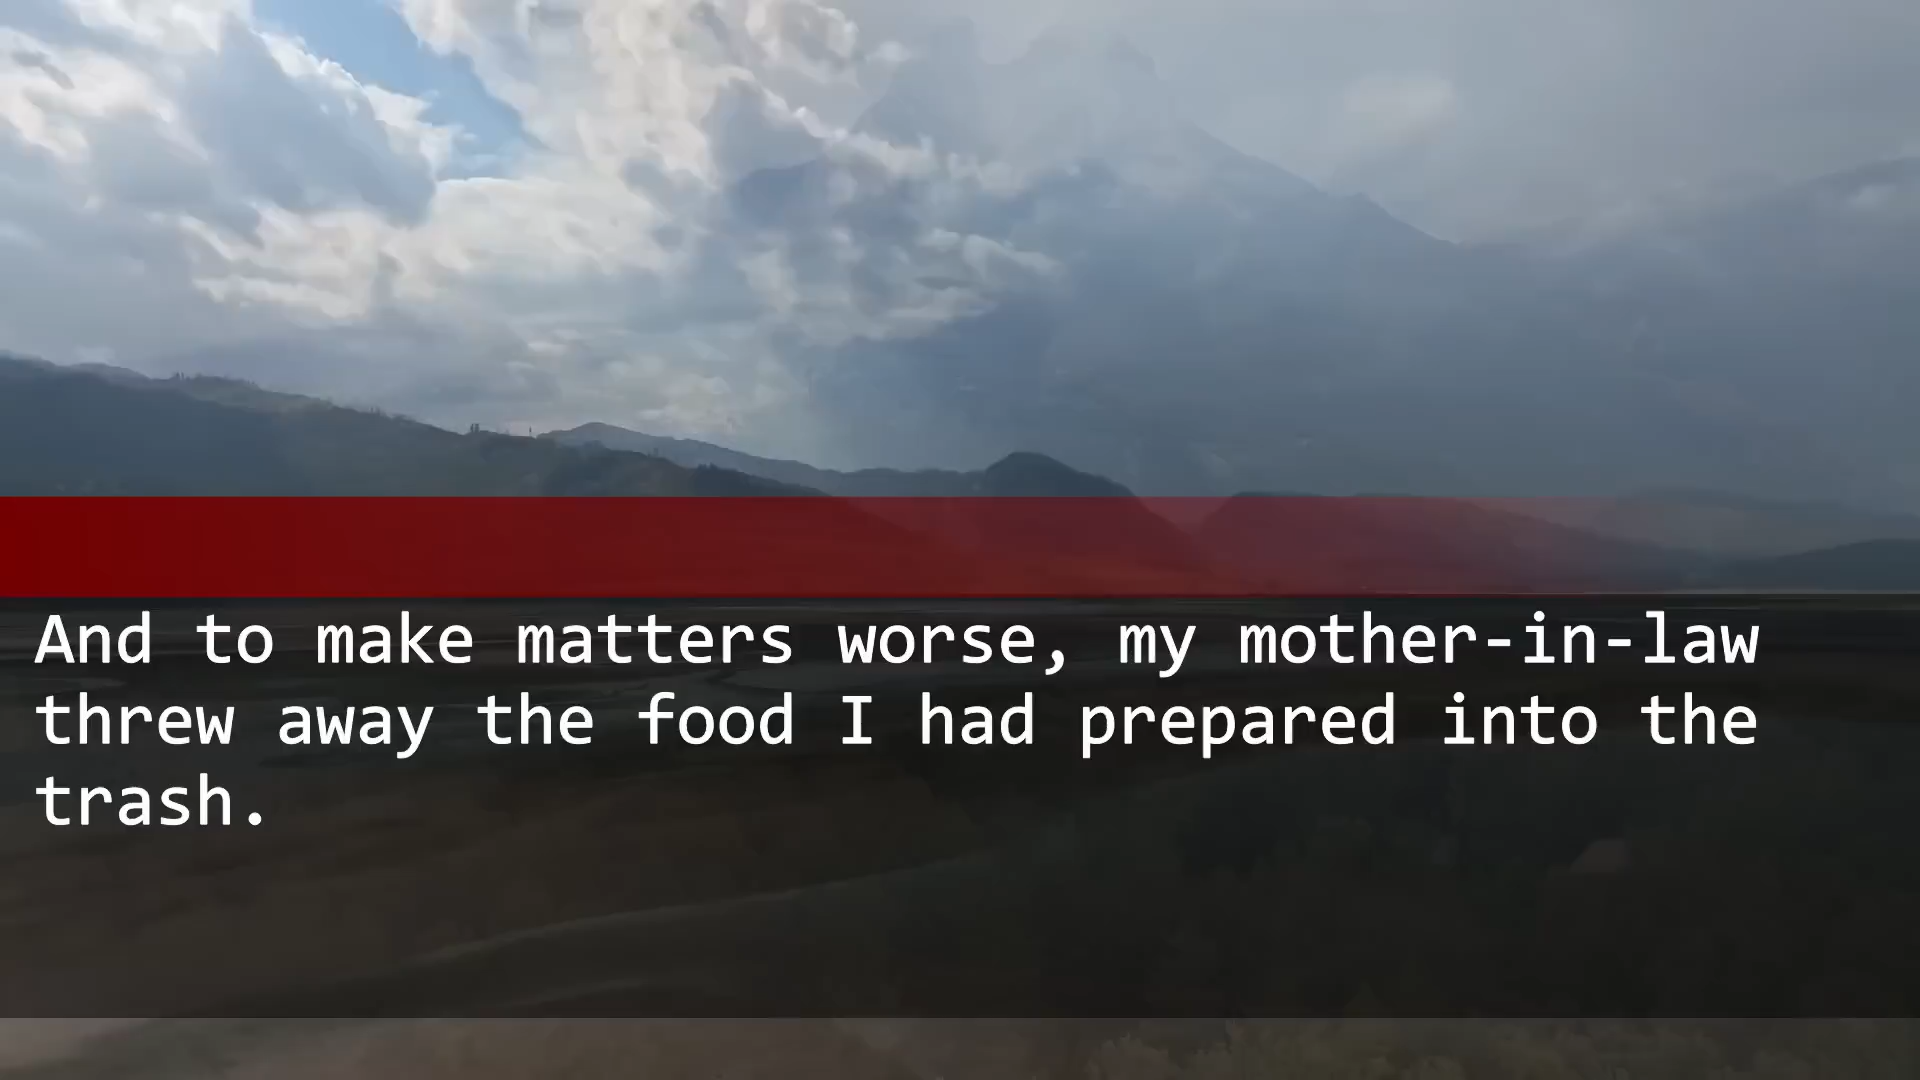 And to make matters worse, my mother-in-law
threw away the food I had prepared into the
trash.